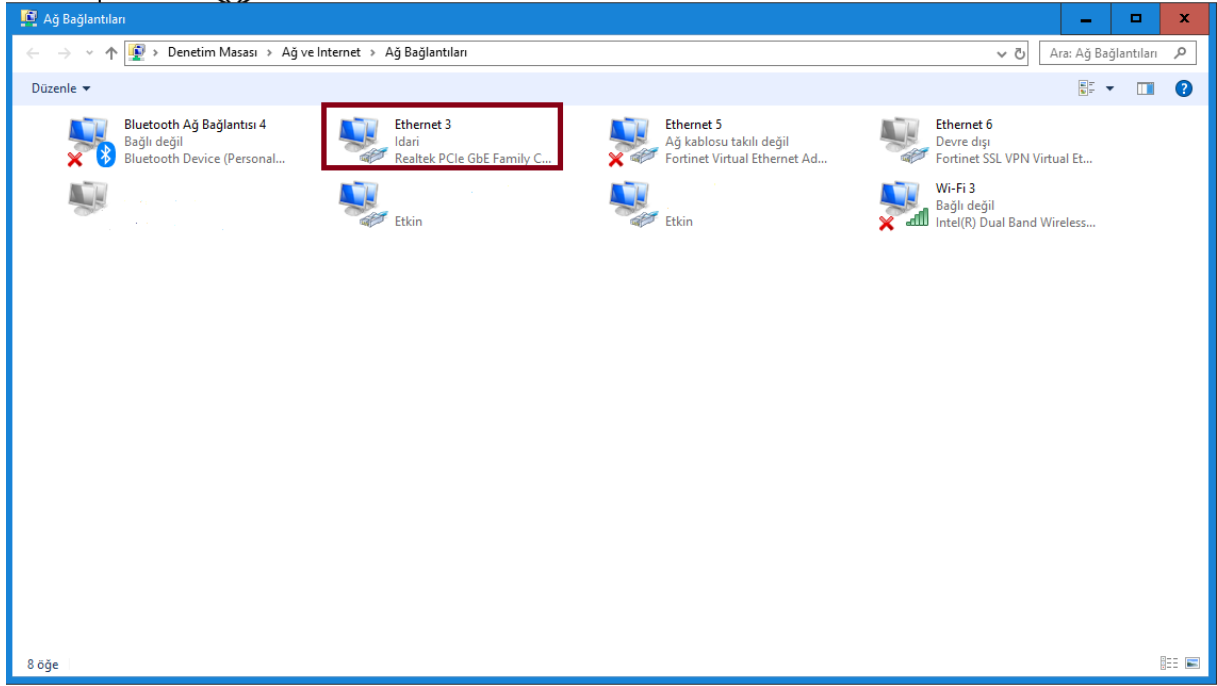 Ağ Bağlantıları
Denetim Masası > Ağ ve Internet > Ağ Bağlantıları
Ara: Ağ Bağlantıları
Düzenle
Bluetooth Ağ Bağlantısı 4
Bağlı değil
Bluetooth Device (Personal...
Ethernet 3
Idari
Realtek PCIe GbE Family C...
Ethernet 5
Ağ kablosu takılı değil
Fortinet Virtual Ethernet Ad...
Ethernet 6
Devre dışı
Fortinet SSL VPN Virtual Et...
Etkin
Etkin
Wi-Fi 3
Bağlı değil
Intel(R) Dual Band Wireless...
8 öğe